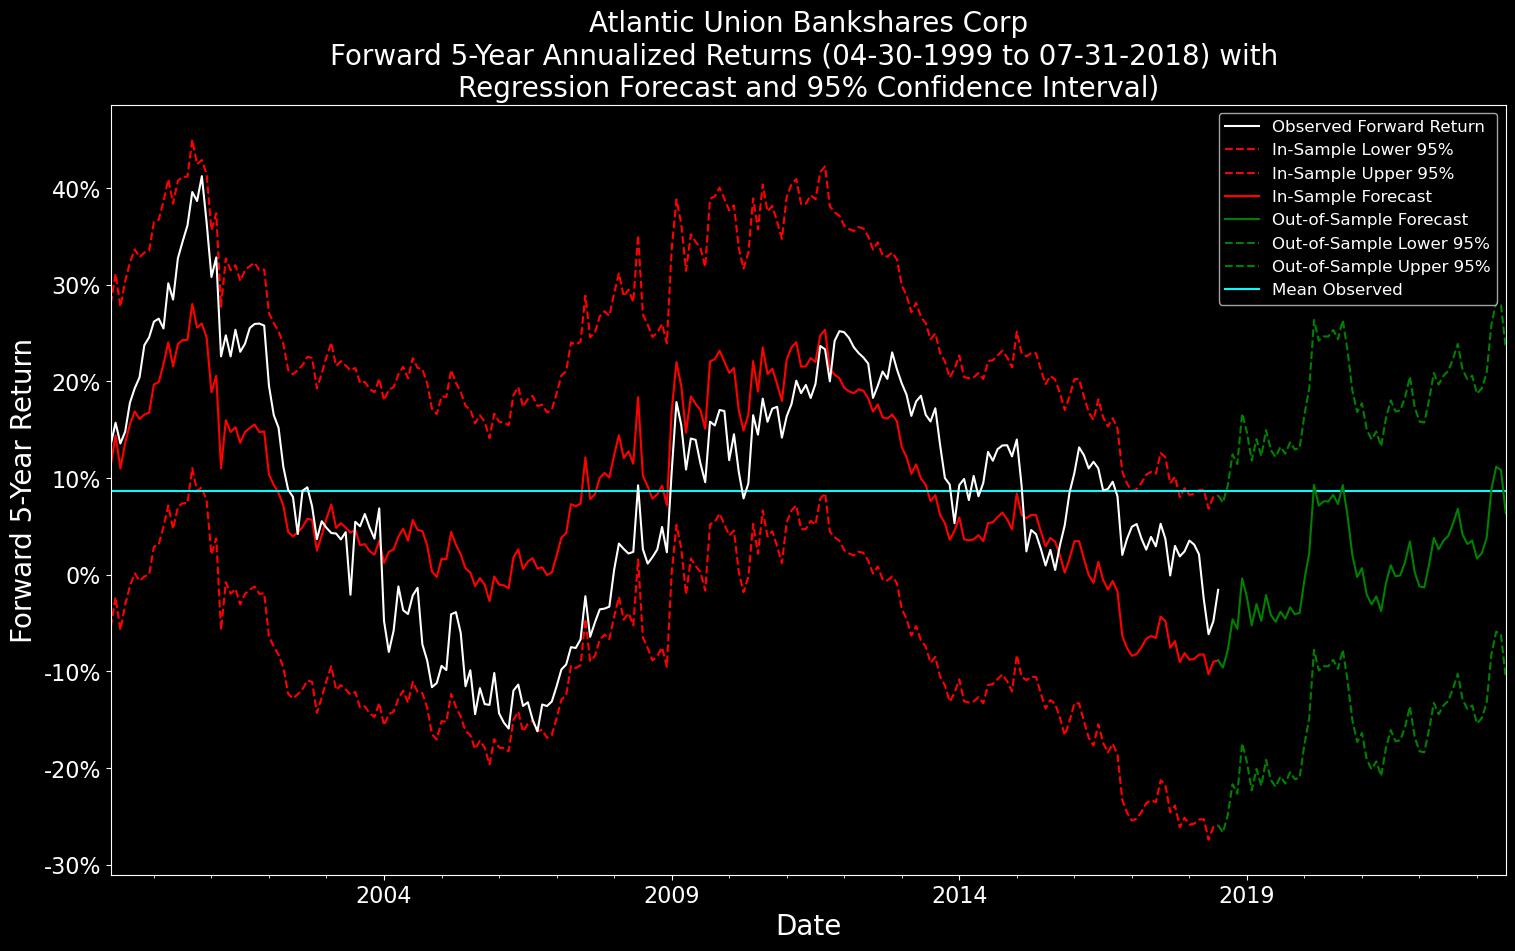 Atlantic Union Bankshares Corp
Forward 5-Year Annualized Returns (04-30-1999 to 07-31-2018) with
Regression Forecast and 95% Confidence Interval)
Observed Forward Return
In-Sample Lower 95%
In-Sample Upper 95%
In-Sample Forecast
Out-of-Sample Forecast
Out-of-Sample Lower 95%
Out-of-Sample Upper 95%
Mean Observed
Forward 5-Year Return
40%
30%
20%
10%
0%
-10%
-20%
-30%
2004
2009
2014
2019
Date